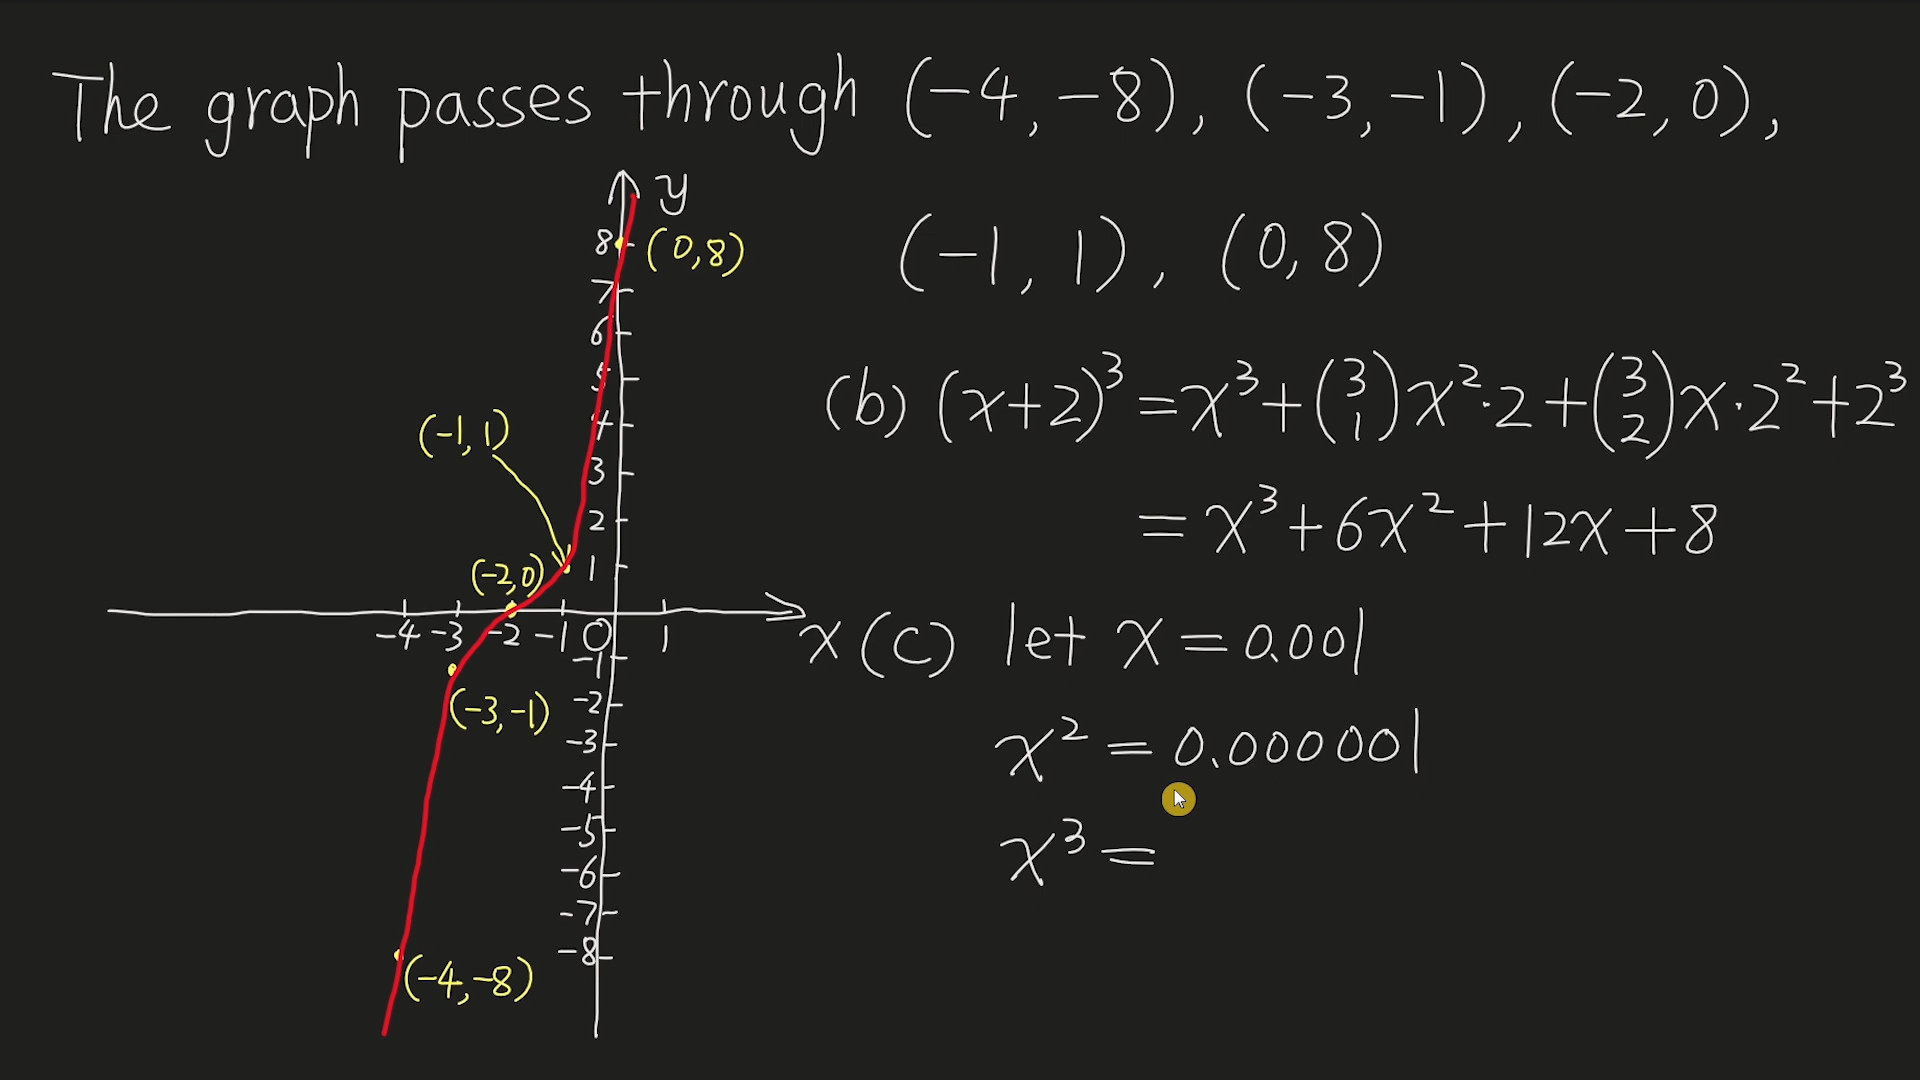 The graph passes through (-4, -8), (-3, -1), (-2, 0),
(-1, 1), (0, 8)
y
8 (0,8)
7
6
5
(-1, 1) 4
3
2
(-2,0) 1
-4 -3 -2 -1 0 1 x
-1
(-3,-1) -2
-3
-4
-5
-6
-7
-8
(-4,-8)
(b) (x+2)³ = x³ + (3 1) x²·2 + (3 2) x·2² + 2³
= x³ + 6x² + 12x + 8
(c) let x = 0.001
x² = 0.000001
x³ =